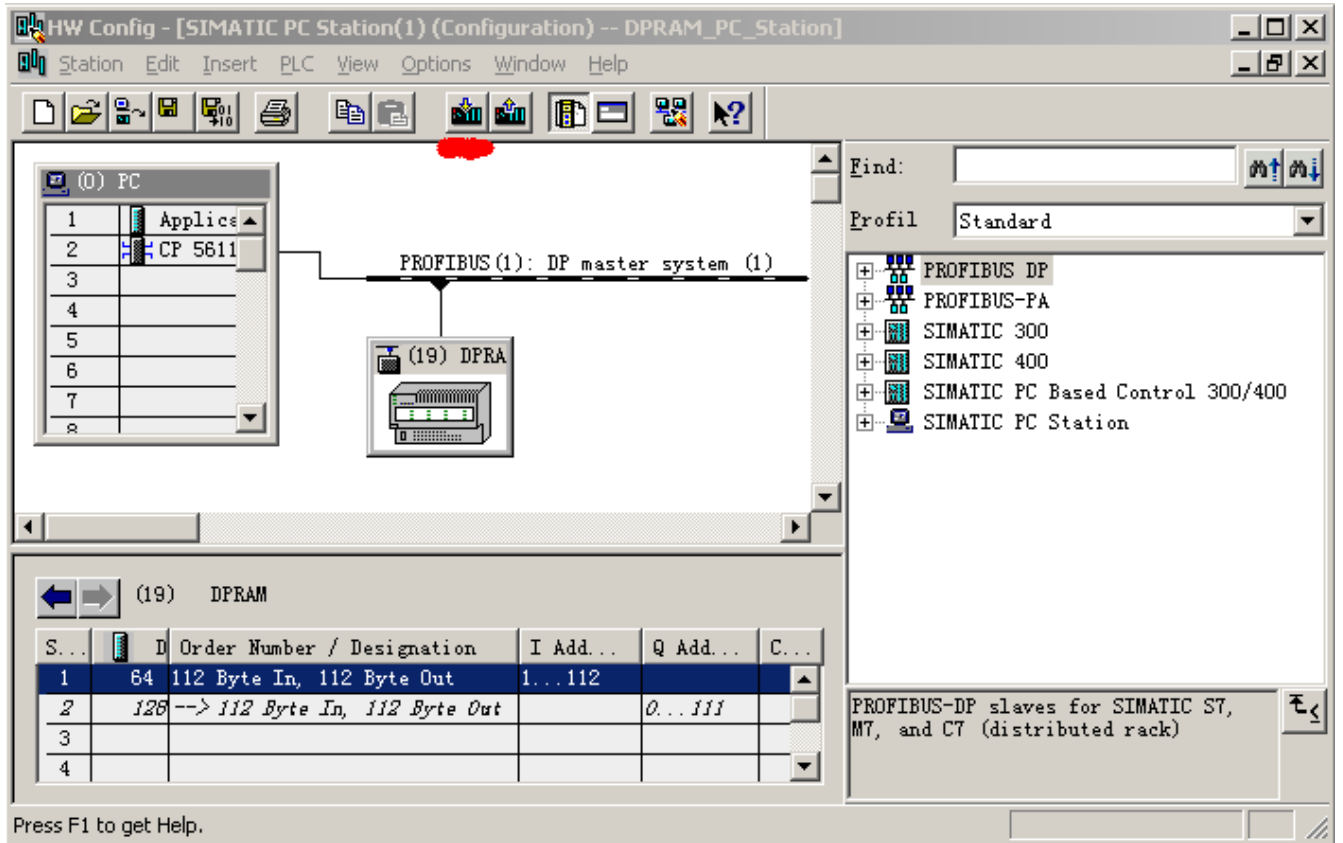 HW Config - [SIMATIC PC Station(1) (Configuration) -- DPRAM_PC_Station]
Station Edit Insert PLC View Options Window Help
(0) PC
1 Applica
2 CP 5611
3
4
5
6
7
8
PROFIBUS(1): DP master system (1)
(19) DPRA
Find:
Profil Standard
PROFIBUS DP
PROFIBUS-PA
SIMATIC 300
SIMATIC 400
SIMATIC PC Based Control 300/400
SIMATIC PC Station
(19) DPRAM
S... D Order Number / Designation I Add... Q Add... C...
1 64 112 Byte In, 112 Byte Out 1...112
2 128 --> 112 Byte In, 112 Byte Out 0...111
3
4
PROFIBUS-DP slaves for SIMATIC S7,
M7, and C7 (distributed rack)
Press F1 to get Help.